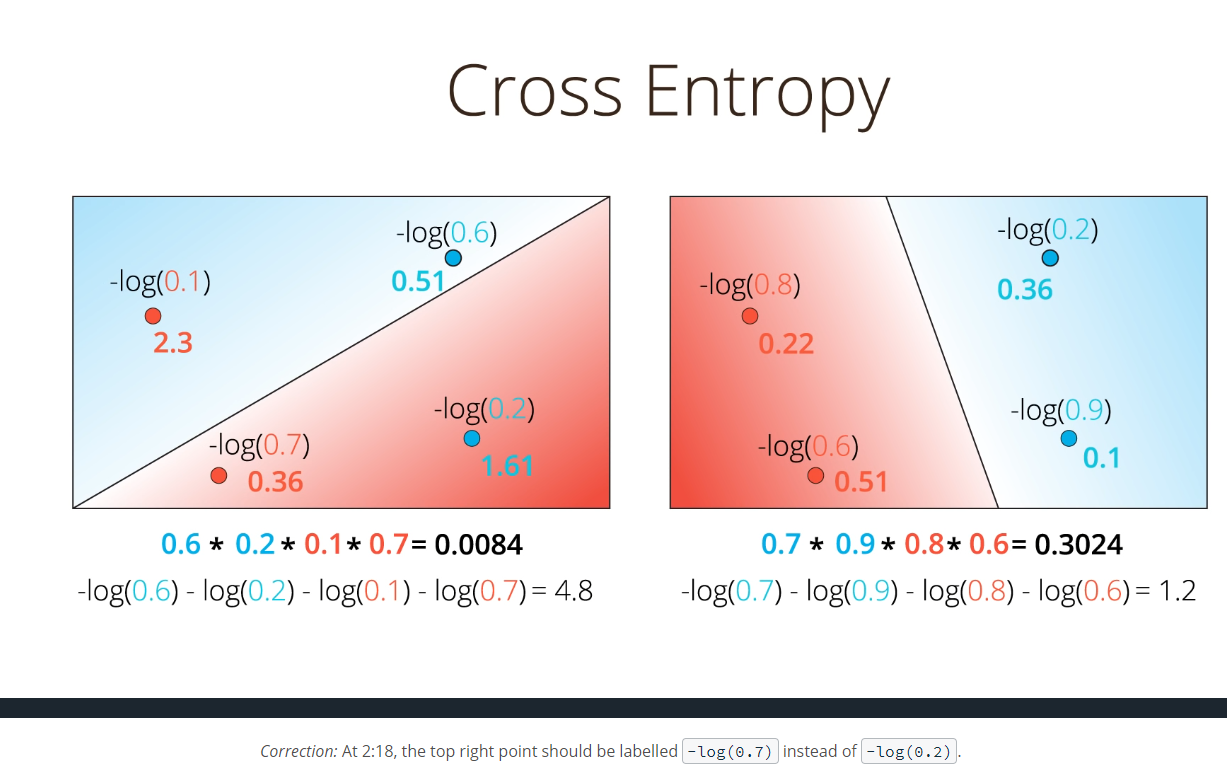 Cross Entropy
-log(0.6)
0.51
-log(0.1)
2.3
-log(0.2)
1.61
-log(0.7)
0.36
0.6 * 0.2 * 0.1* 0.7= 0.0084
-log(0.6) - log(0.2) - log(0.1) - log(0.7) = 4.8
-log(0.2)
0.36
-log(0.8)
0.22
-log(0.9)
0.1
-log(0.6)
0.51
0.7 * 0.9 * 0.8* 0.6= 0.3024
-log(0.7) - log(0.9) - log(0.8) - log(0.6) = 1.2
Correction: At 2:18, the top right point should be labelled -log(0.7) instead of -log(0.2).